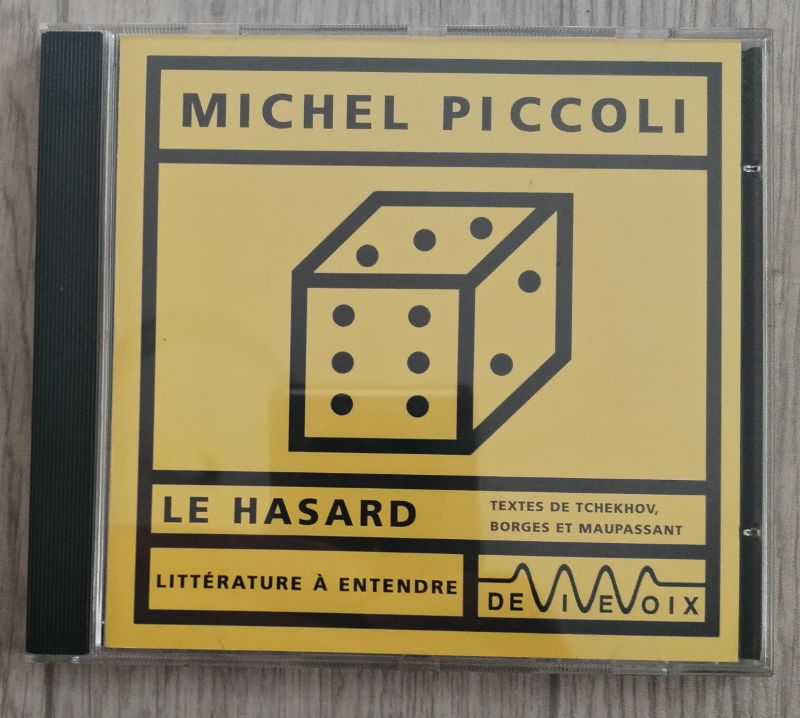 MICHEL PICCOLI
LE HASARD
TEXTES DE TCHEKHOV,
BORGES ET MAUPASSANT
LITTÉRATURE À ENTENDRE
DE VIVE VOIX